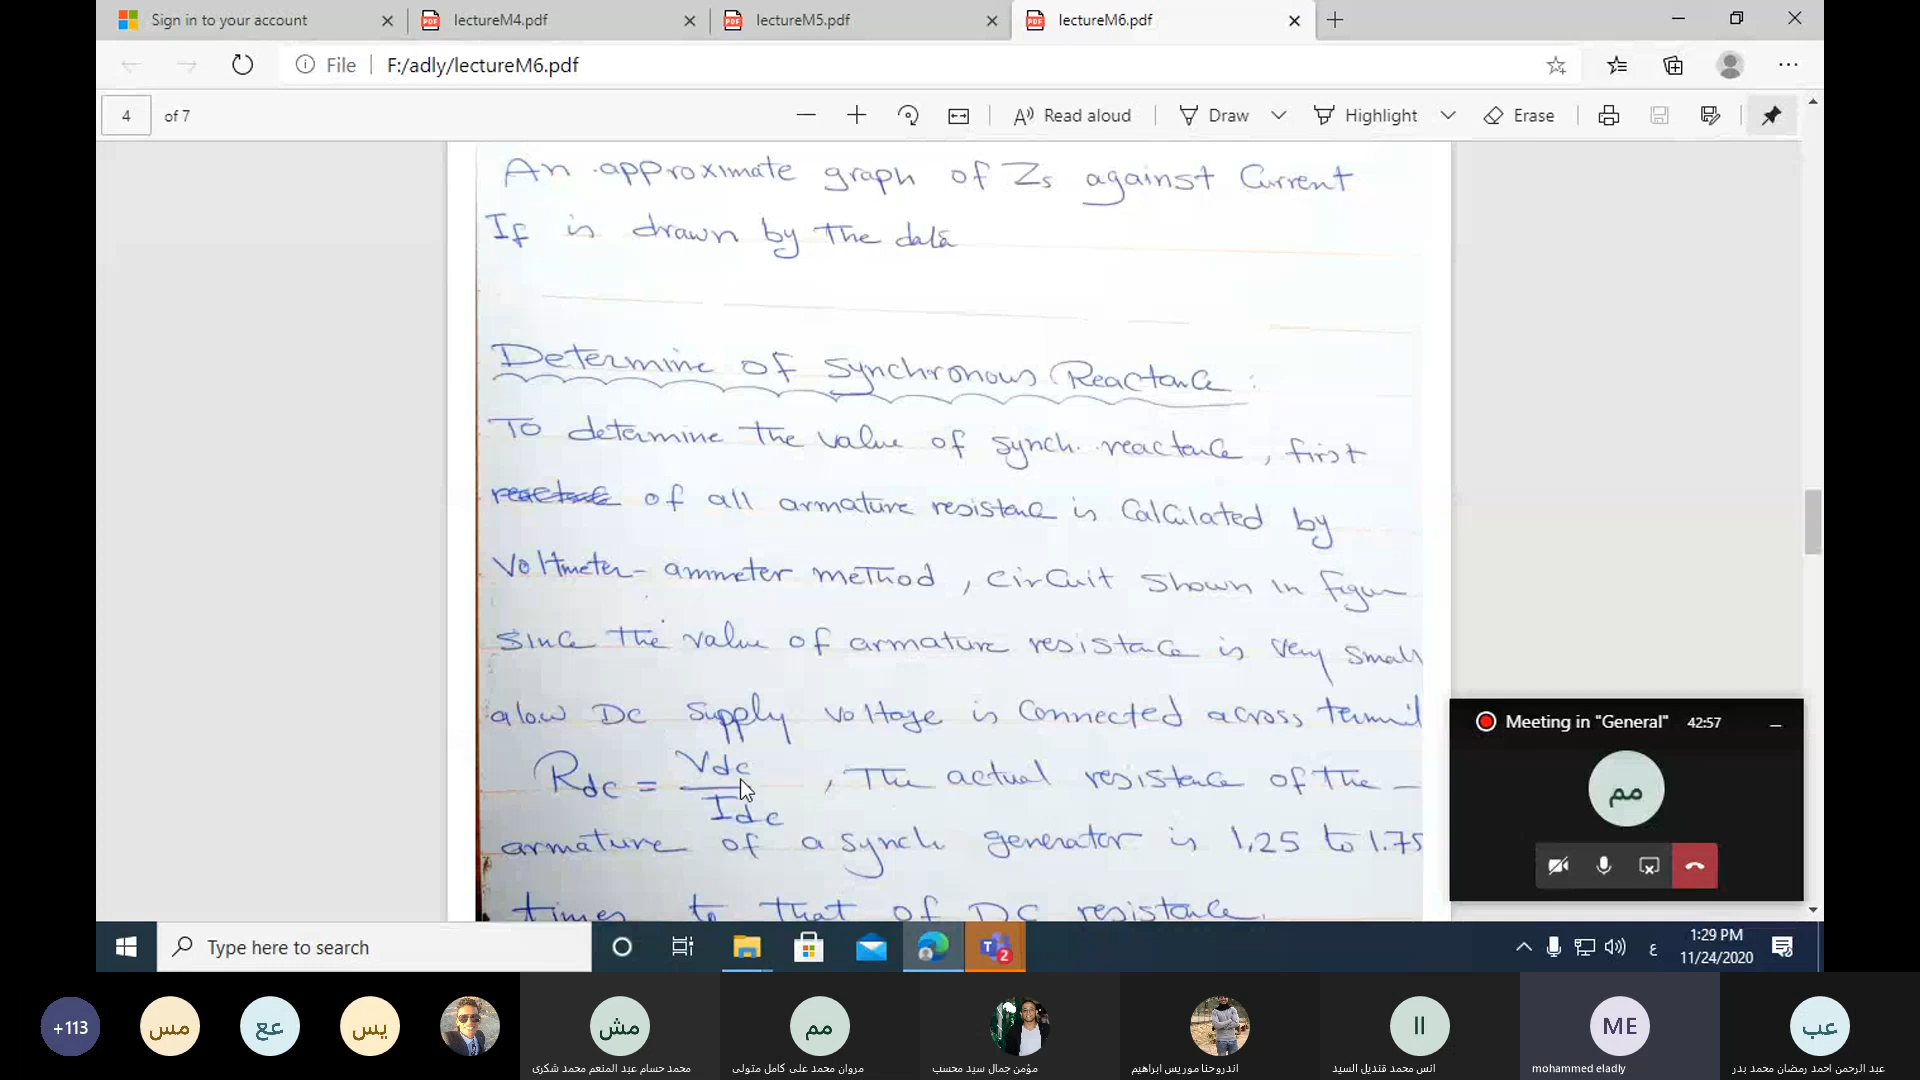 Sign in to your account
lectureM4.pdf
lectureM5.pdf
lectureM6.pdf
File
F:/adly/lectureM6.pdf
4 of 7
Read aloud
Draw
Highlight
Erase
An approximate graph of Zs against Current
If is drawn by The data
Determine of Synchronous Reactance :
To determine the value of synch. reactance, first
of all armature resistance is Calculated by
Voltmeter-ammeter method, Circuit shown in figure
since the value of armature resistance is very small
a low DC supply voltage is Connected across
Rdc = Vdc / Idc , The actual resistance of the -
armature of a synch generator is 1.25 to 1.75
times to that of DC resistance.
Meeting in "General" 42:57
مم
Type here to search
2
ع
1:29 PM
11/24/2020
+113
مس
عع
يس
مش
محمد حسام عبد المنعم محمد شكرى
مم
مروان محمد على كامل متولى
مؤمن جمال سيد محسب
اندروحنا موريس ابراهيم
اا
انس محمد قنديل السيد
ME
mohammed eladly
عب
عبد الرحمن احمد رمضان محمد بدر